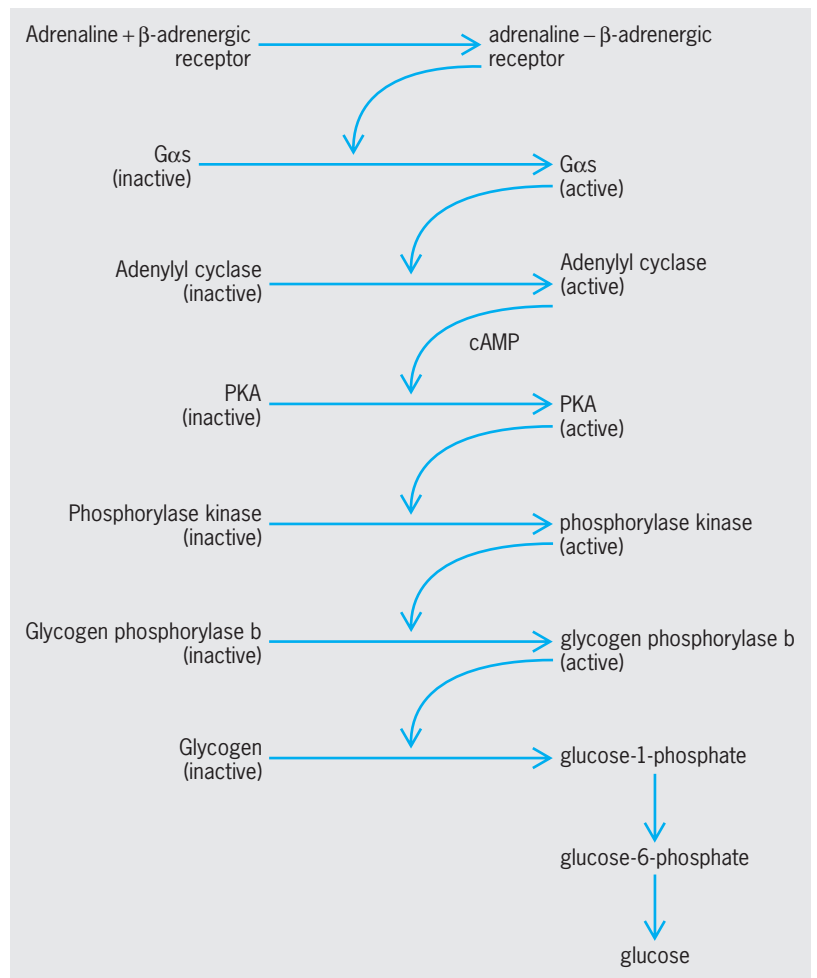 Adrenaline + β-adrenergic
receptor
adrenaline – β-adrenergic
receptor
Gαs
(inactive)
Gαs
(active)
Adenylyl cyclase
(inactive)
Adenylyl cyclase
(active)
cAMP
PKA
(inactive)
PKA
(active)
Phosphorylase kinase
(inactive)
phosphorylase kinase
(active)
Glycogen phosphorylase b
(inactive)
glycogen phosphorylase b
(active)
Glycogen
(inactive)
glucose-1-phosphate
glucose-6-phosphate
glucose